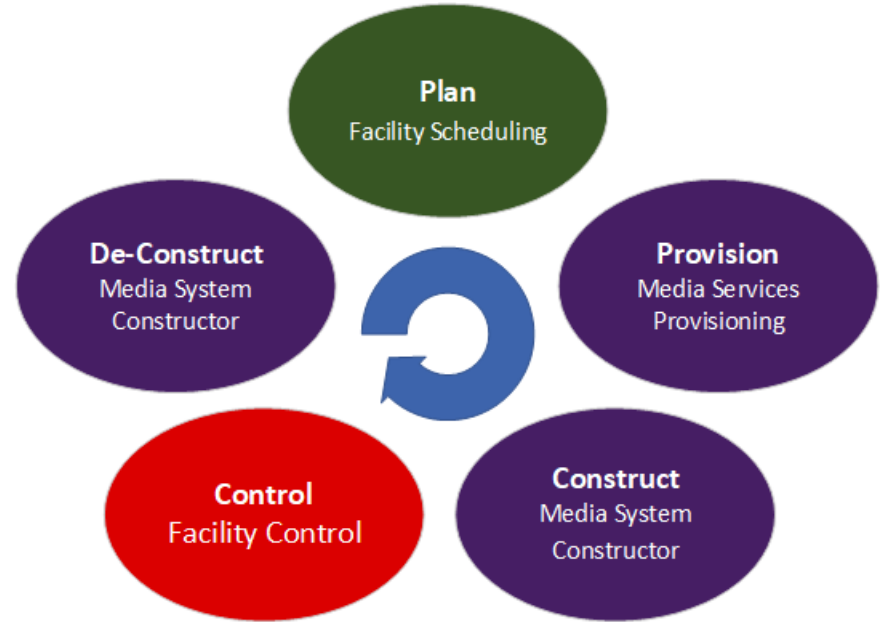 Plan
Facility Scheduling
Provision
Media Services
Provisioning
Construct
Media System
Constructor
Control
Facility Control
De-Construct
Media System
Constructor